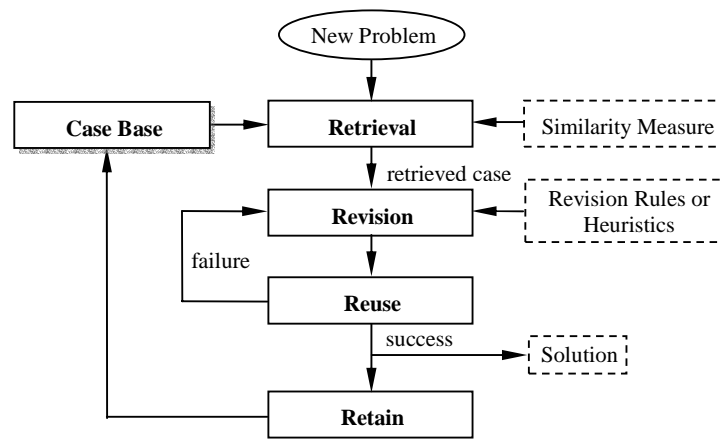 New Problem
Case Base
Retrieval
Similarity Measure
retrieved case
Revision
Revision Rules or
Heuristics
failure
Reuse
success
Solution
Retain